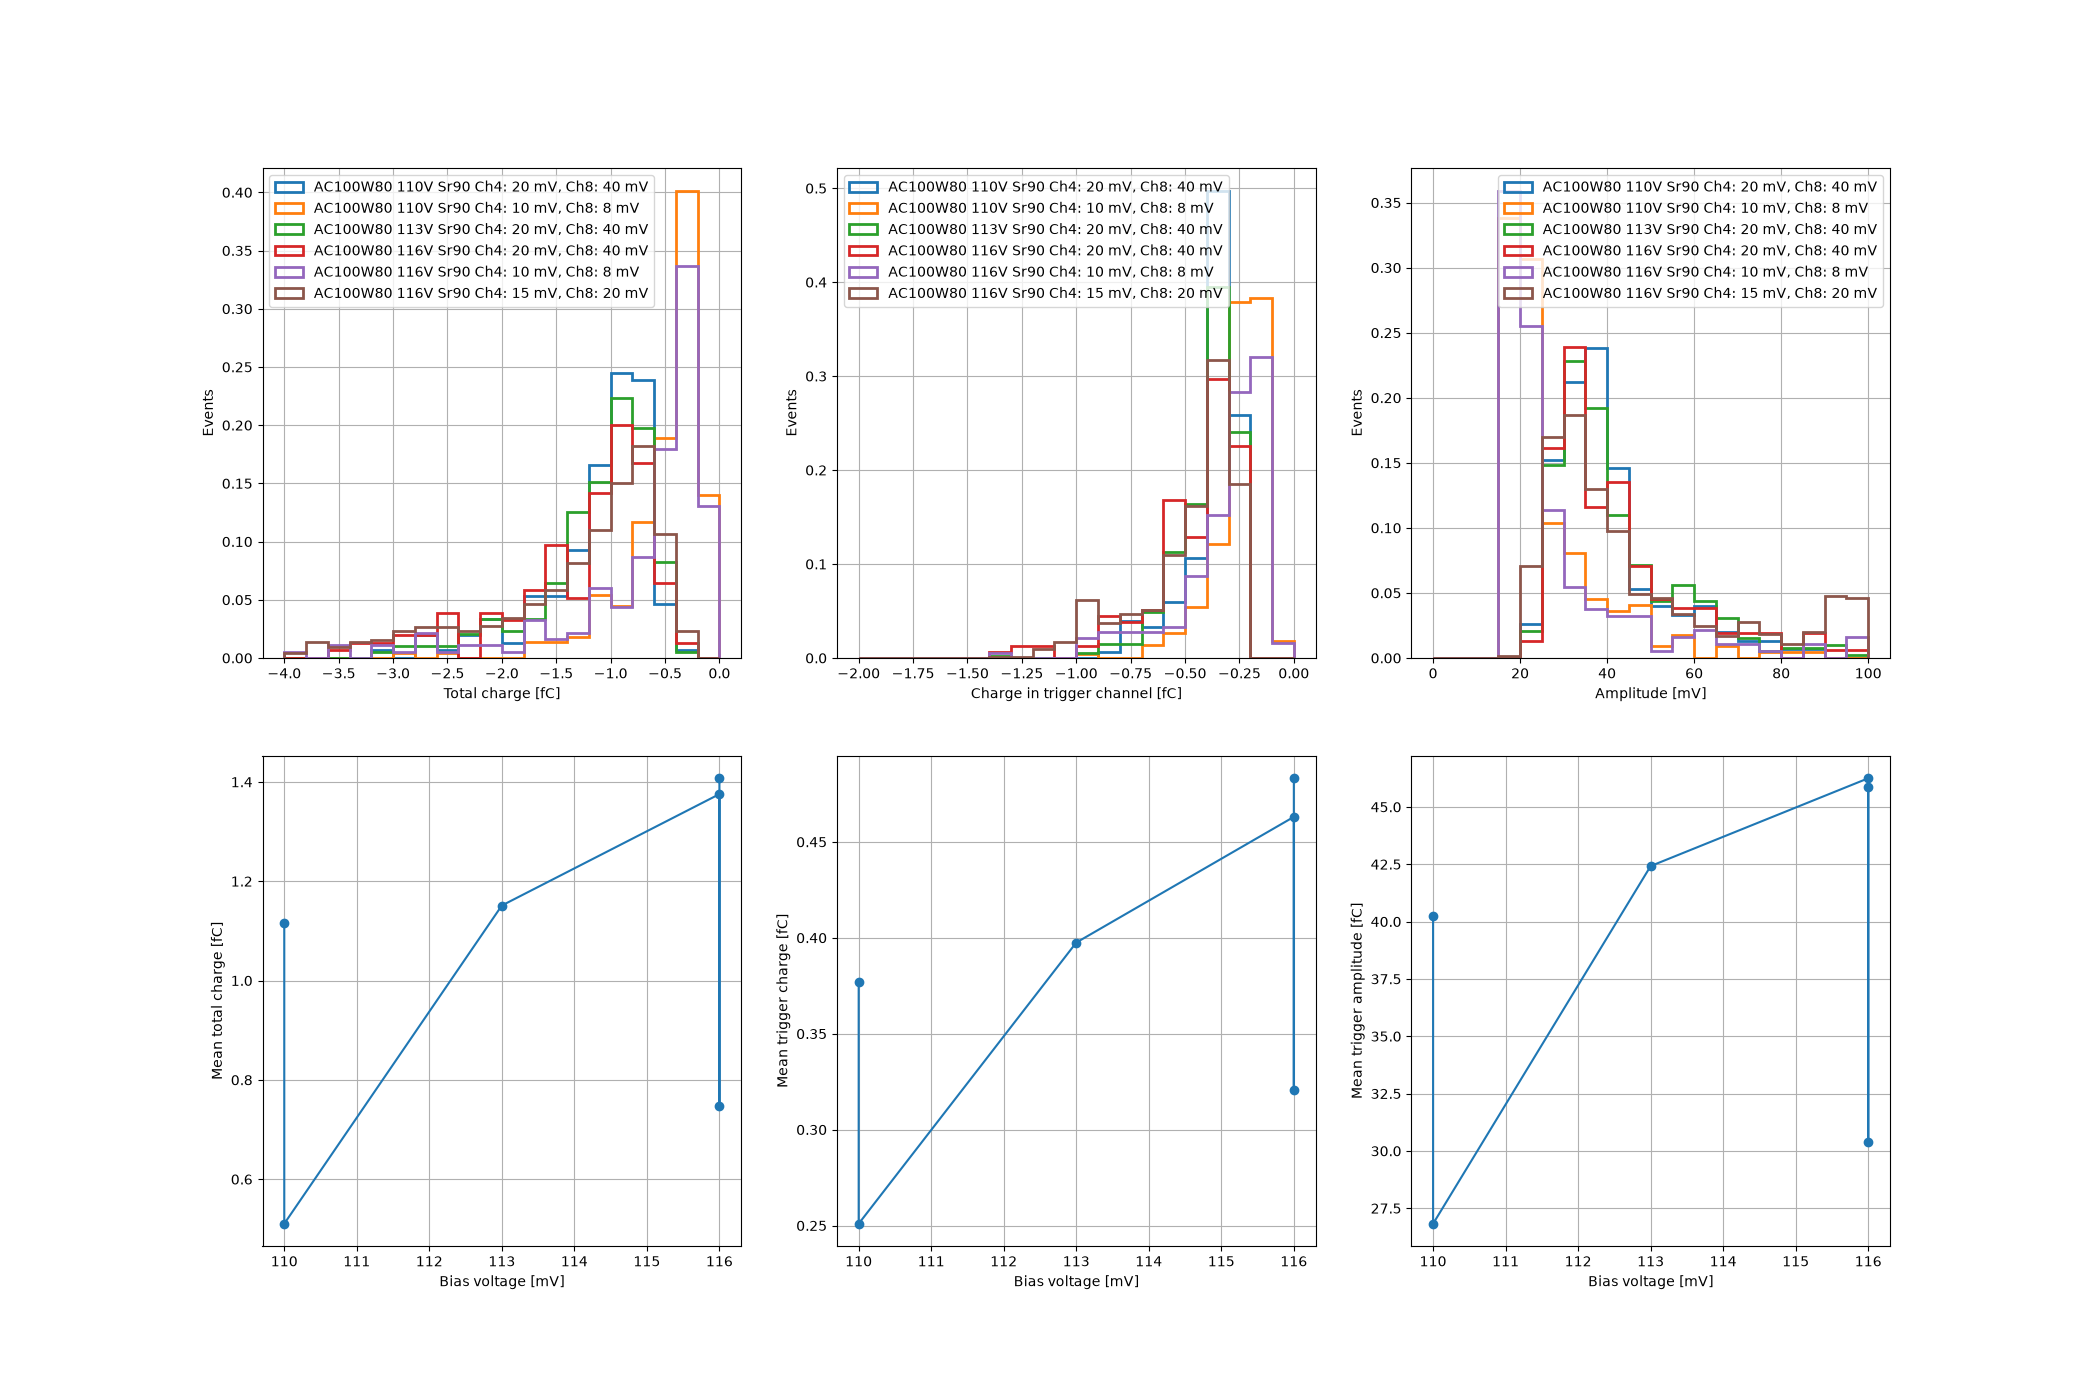 AC100W80 110V Sr90 Ch4: 20 mV, Ch8: 40 mV
AC100W80 110V Sr90 Ch4: 10 mV, Ch8: 8 mV
AC100W80 113V Sr90 Ch4: 20 mV, Ch8: 40 mV
AC100W80 116V Sr90 Ch4: 20 mV, Ch8: 40 mV
AC100W80 116V Sr90 Ch4: 10 mV, Ch8: 8 mV
AC100W80 116V Sr90 Ch4: 15 mV, Ch8: 20 mV
0.40
0.35
0.30
0.25
0.20
0.15
0.10
0.05
0.00
Events
−4.0 −3.5 −3.0 −2.5 −2.0 −1.5 −1.0 −0.5 0.0
Total charge [fC]
AC100W80 110V Sr90 Ch4: 20 mV, Ch8: 40 mV
AC100W80 110V Sr90 Ch4: 10 mV, Ch8: 8 mV
AC100W80 113V Sr90 Ch4: 20 mV, Ch8: 40 mV
AC100W80 116V Sr90 Ch4: 20 mV, Ch8: 40 mV
AC100W80 116V Sr90 Ch4: 10 mV, Ch8: 8 mV
AC100W80 116V Sr90 Ch4: 15 mV, Ch8: 20 mV
0.5
0.4
0.3
0.2
0.1
0.0
Events
−2.00 −1.75 −1.50 −1.25 −1.00 −0.75 −0.50 −0.25 0.00
Charge in trigger channel [fC]
AC100W80 110V Sr90 Ch4: 20 mV, Ch8: 40 mV
AC100W80 110V Sr90 Ch4: 10 mV, Ch8: 8 mV
AC100W80 113V Sr90 Ch4: 20 mV, Ch8: 40 mV
AC100W80 116V Sr90 Ch4: 20 mV, Ch8: 40 mV
AC100W80 116V Sr90 Ch4: 10 mV, Ch8: 8 mV
AC100W80 116V Sr90 Ch4: 15 mV, Ch8: 20 mV
0.35
0.30
0.25
0.20
0.15
0.10
0.05
0.00
Events
0 20 40 60 80 100
Amplitude [mV]
1.4
1.2
1.0
0.8
0.6
Mean total charge [fC]
110 111 112 113 114 115 116
Bias voltage [mV]
0.45
0.40
0.35
0.30
0.25
Mean trigger charge [fC]
110 111 112 113 114 115 116
Bias voltage [mV]
45.0
42.5
40.0
37.5
35.0
32.5
30.0
27.5
Mean trigger amplitude [fC]
110 111 112 113 114 115 116
Bias voltage [mV]